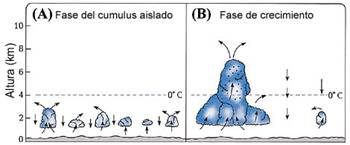 (A) Fase del cumulus aislado
(B) Fase de crecimiento
Altura (km)
10
8
6
4
2
0
0° C
0° C